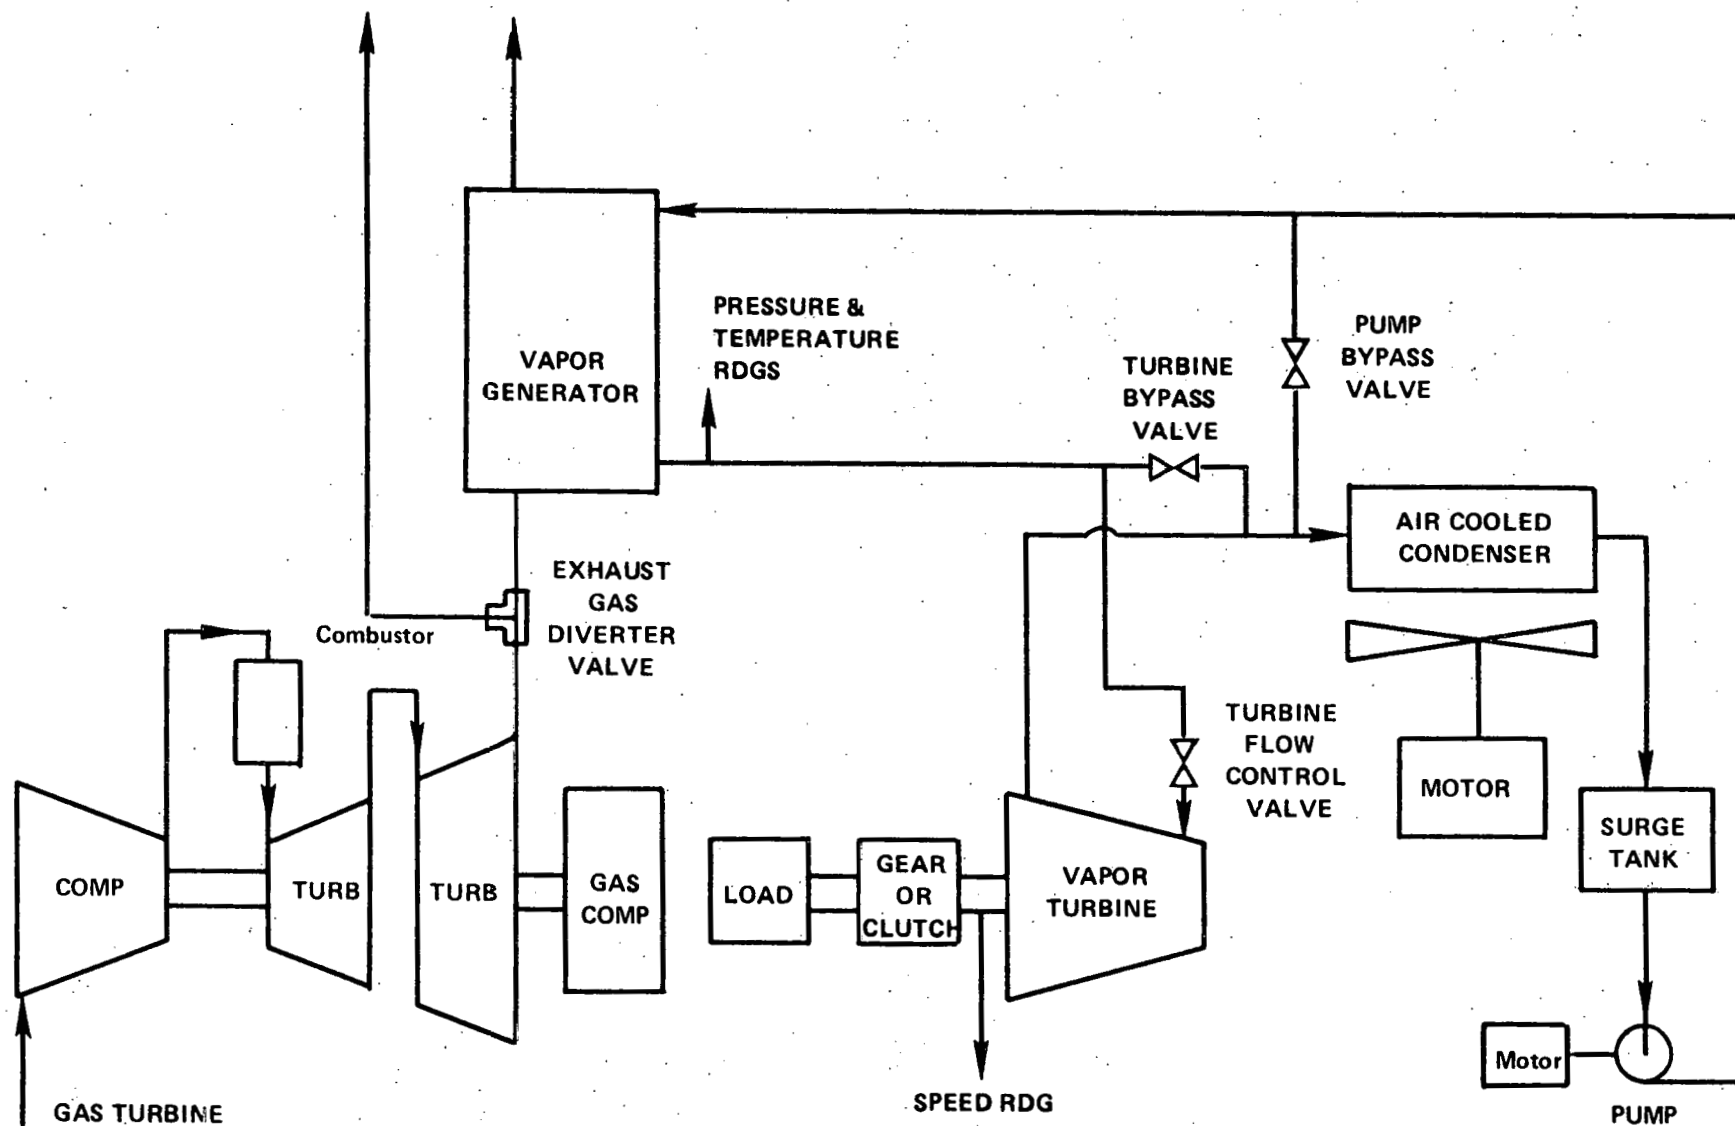 PRESSURE &
TEMPERATURE
RDGS
VAPOR
GENERATOR
TURBINE
BYPASS
VALVE
PUMP
BYPASS
VALVE
AIR COOLED
CONDENSER
EXHAUST
GAS
DIVERTER
VALVE
Combustor
TURBINE
FLOW
CONTROL
VALVE
MOTOR
SURGE
TANK
COMP
TURB
TURB
GAS
COMP
LOAD
GEAR
OR
CLUTCH
VAPOR
TURBINE
Motor
PUMP
SPEED RDG
GAS TURBINE